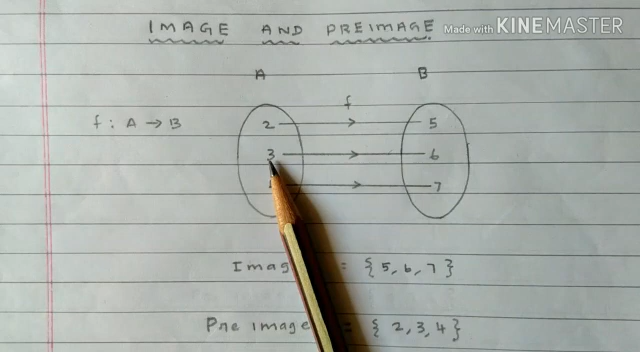 IMAGE AND PREIMAGE
Made with KINEMASTER
A B
f
f : A → B
2 5
3 6
7
Imag = {5, 6, 7}
Pre image = {2, 3, 4}